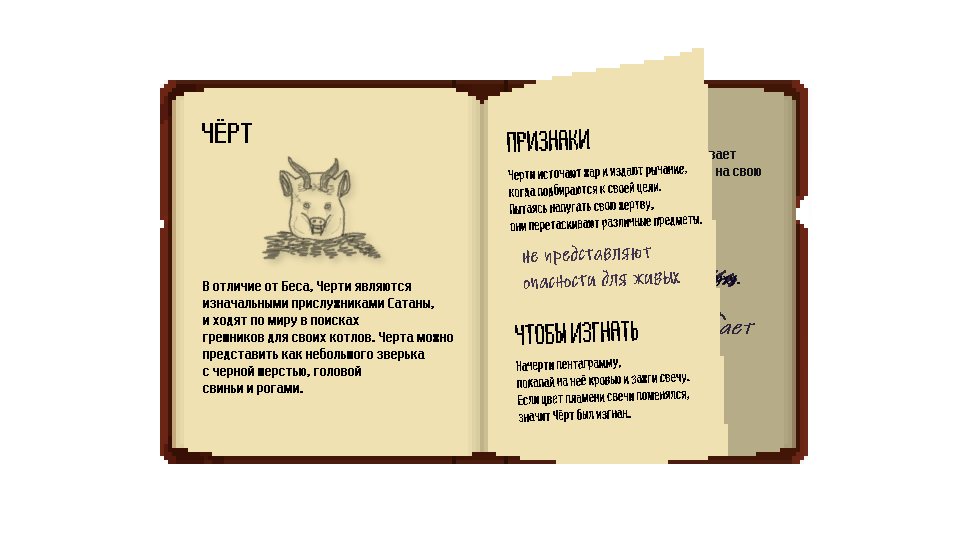 ЧЁРТ
В отличие от Беса, Черти являются
изначальными прислужниками Сатаны,
и ходят по миру в поисках
грешников для своих котлов. Черта можно
представить как небольшого зверька
с черной шерстью, головой
свиньи и рогами.
ПРИЗНАКИ
Черти источают жар и издают рычание,
когда подбираются к своей цели.
Пытаясь напугать свою жертву,
они перетаскивают различные предметы.
не представляют
опасности для живых
ЧТОБЫ ИЗГНАТЬ
Начерти пентаграмму,
покапай на неё кровью и зажги свечу.
Если цвет пламени свечи поменялся,
значит Чёрт был изгнан.
вает
на свою
дает